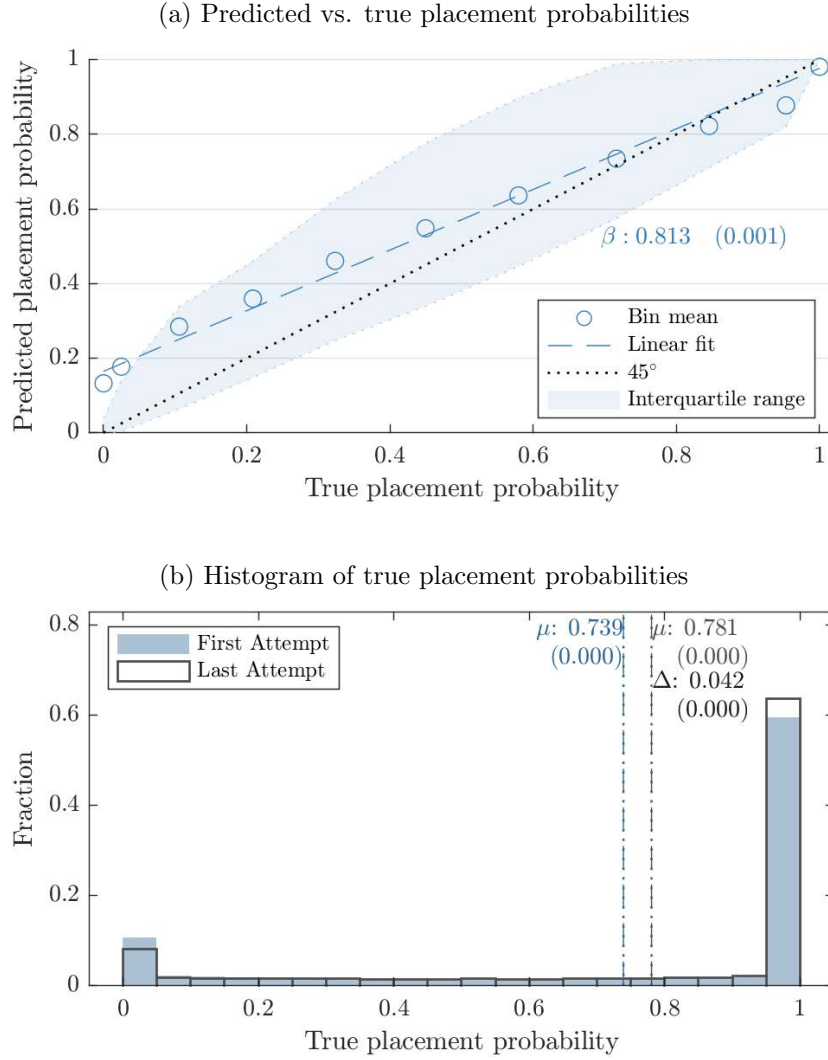 (a) Predicted vs. true placement probabilities
1
0.8
0.6
0.4
0.2
0
Predicted placement probability
β : 0.813 (0.001)
Bin mean
Linear fit
45°
Interquartile range
0 0.2 0.4 0.6 0.8 1
True placement probability
(b) Histogram of true placement probabilities
0.8
0.6
0.4
0.2
0
Fraction
First Attempt
Last Attempt
μ: 0.739
(0.000)
μ: 0.781
(0.000)
Δ: 0.042
(0.000)
0 0.2 0.4 0.6 0.8 1
True placement probability